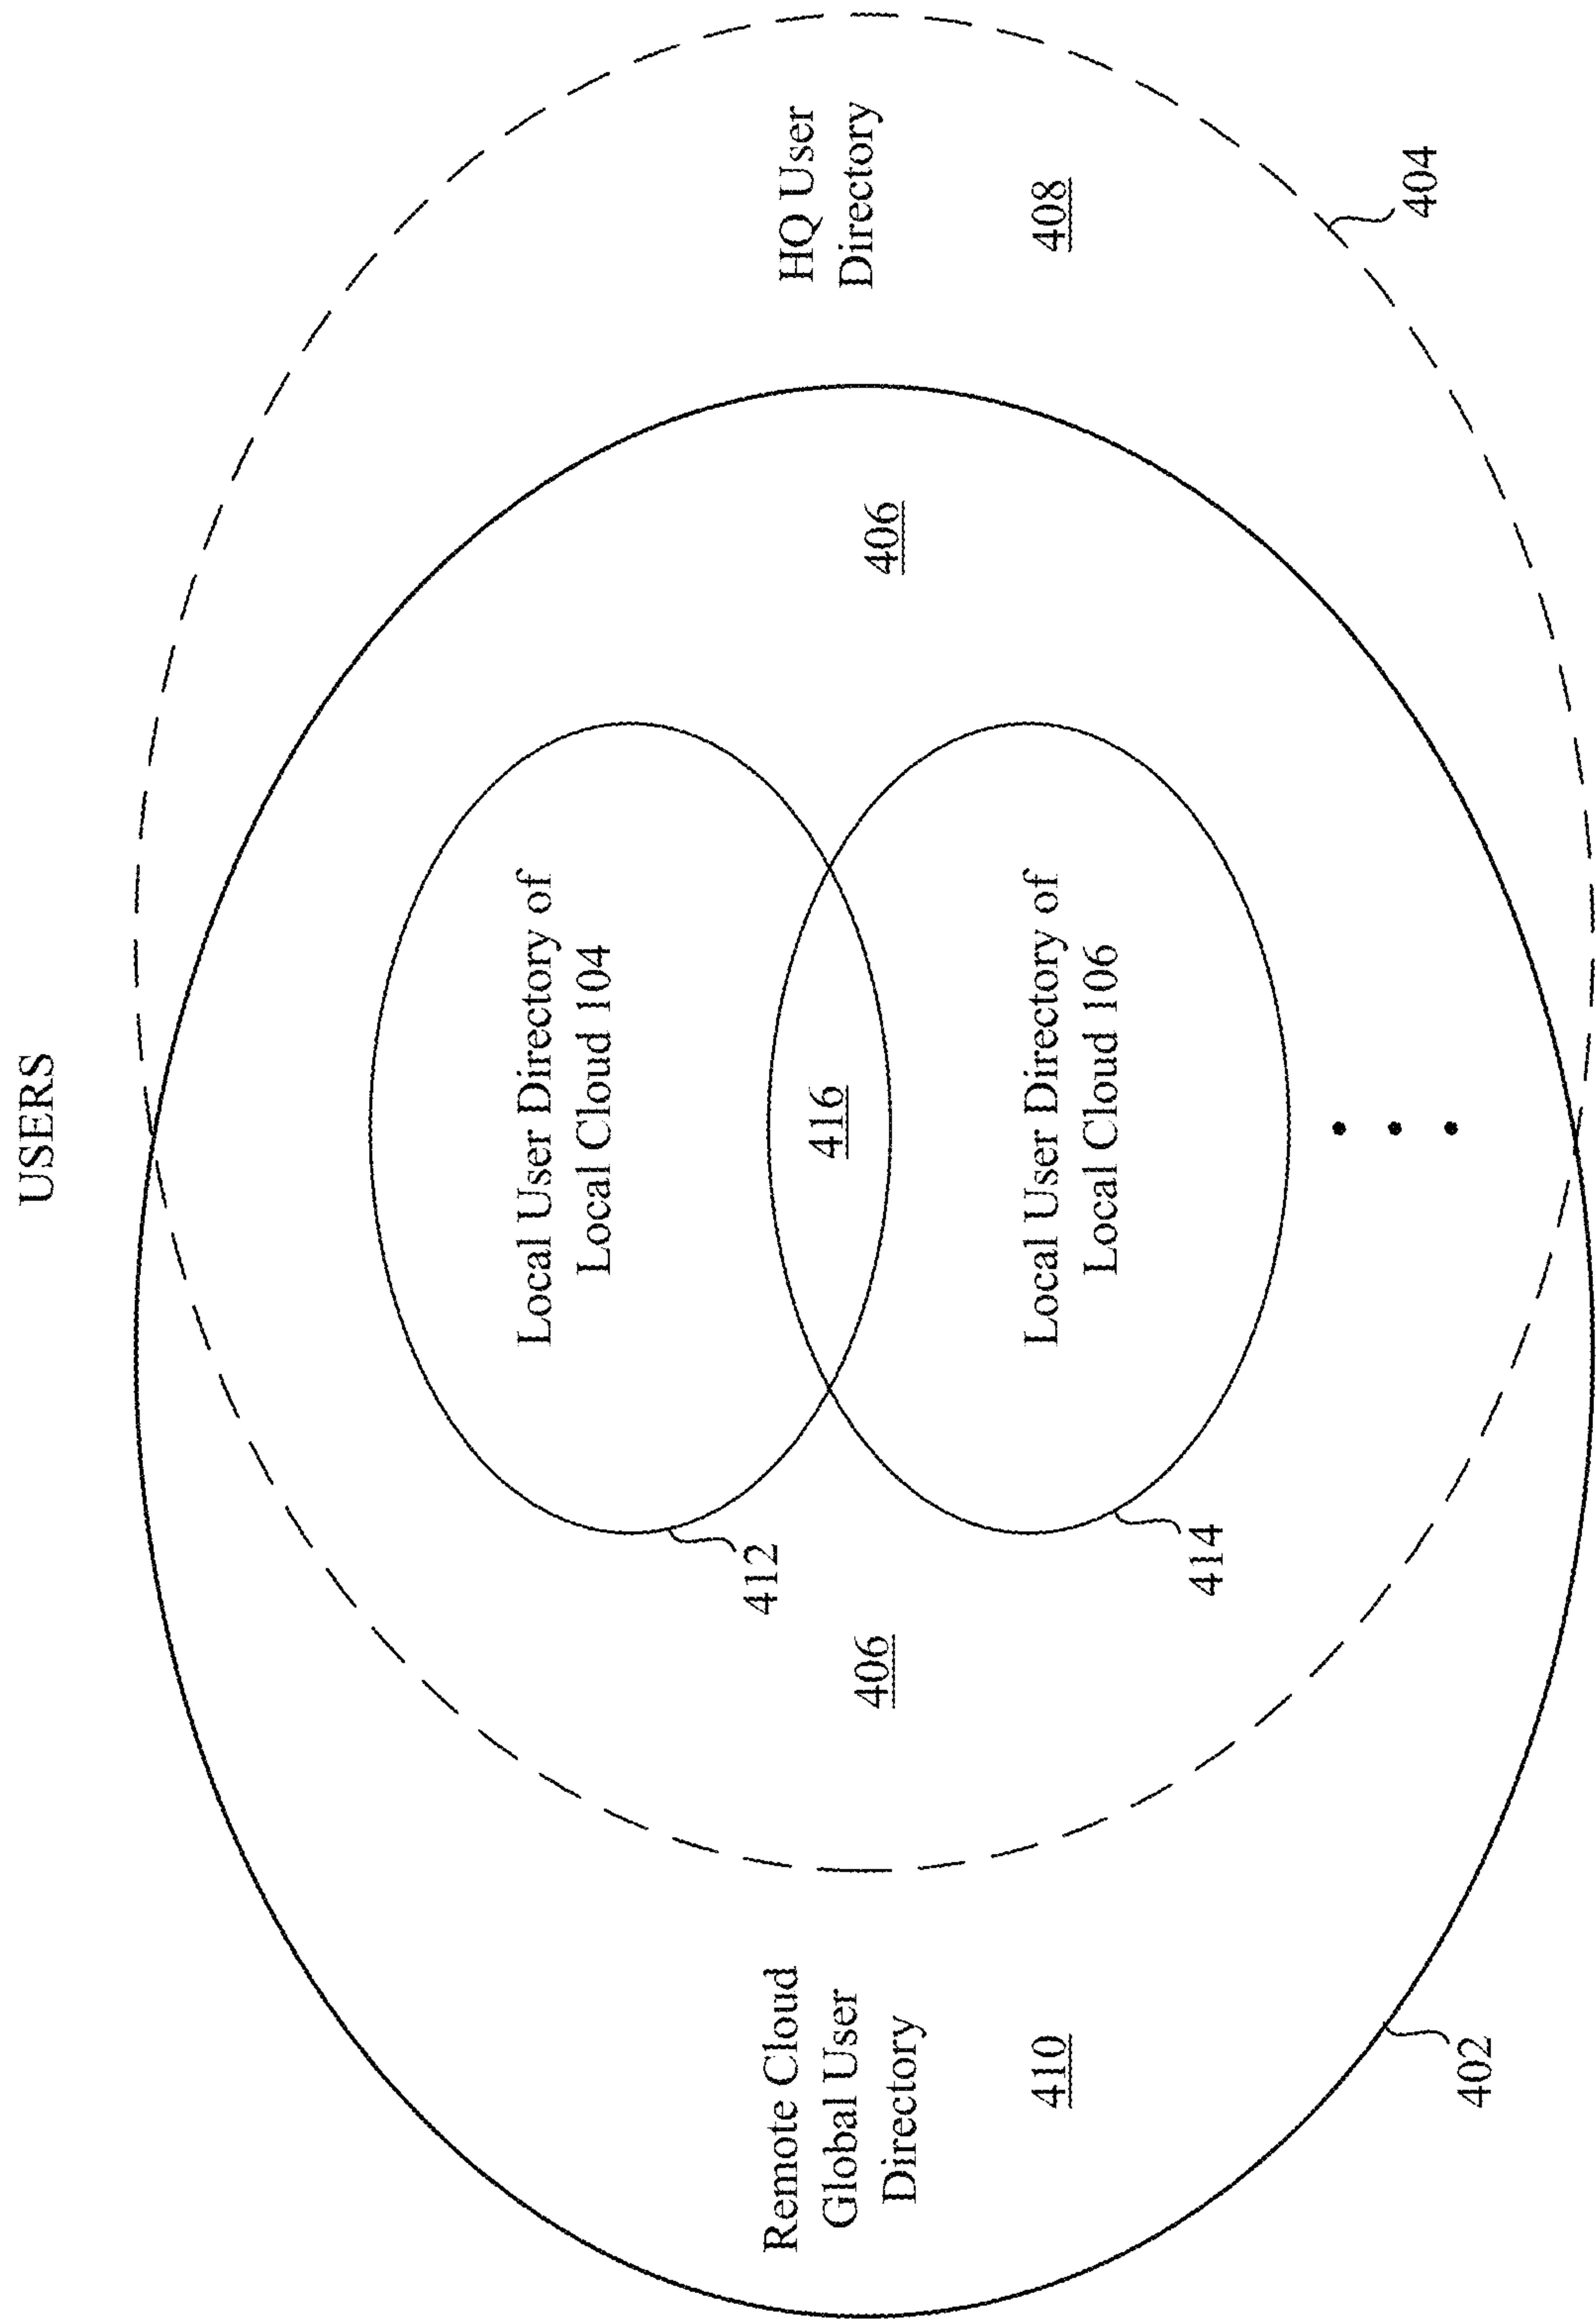 USERS
Remote Cloud
Global User
Directory
410
402
406
412
414
Local User Directory of
Local Cloud 104
416
Local User Directory of
Local Cloud 106
406
HQ User
Directory
408
404